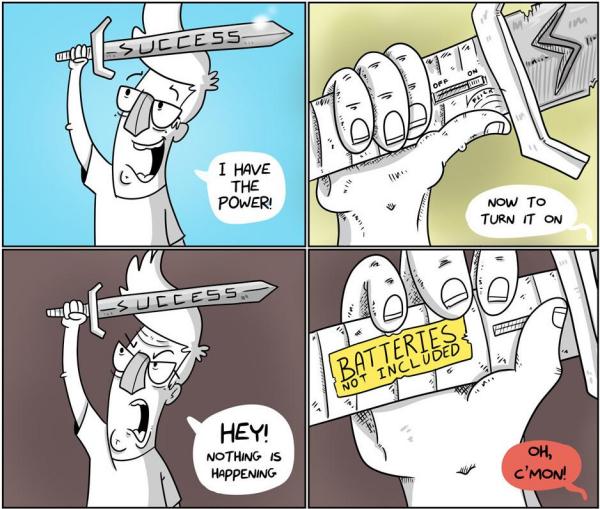 SUCCESS
I HAVE
THE
POWER!
OFF ON
CLICK
NOW TO
TURN IT ON
SUCCESS
HEY!
NOTHING IS
HAPPENING
BATTERIES
NOT INCLUDED
OH,
C'MON!